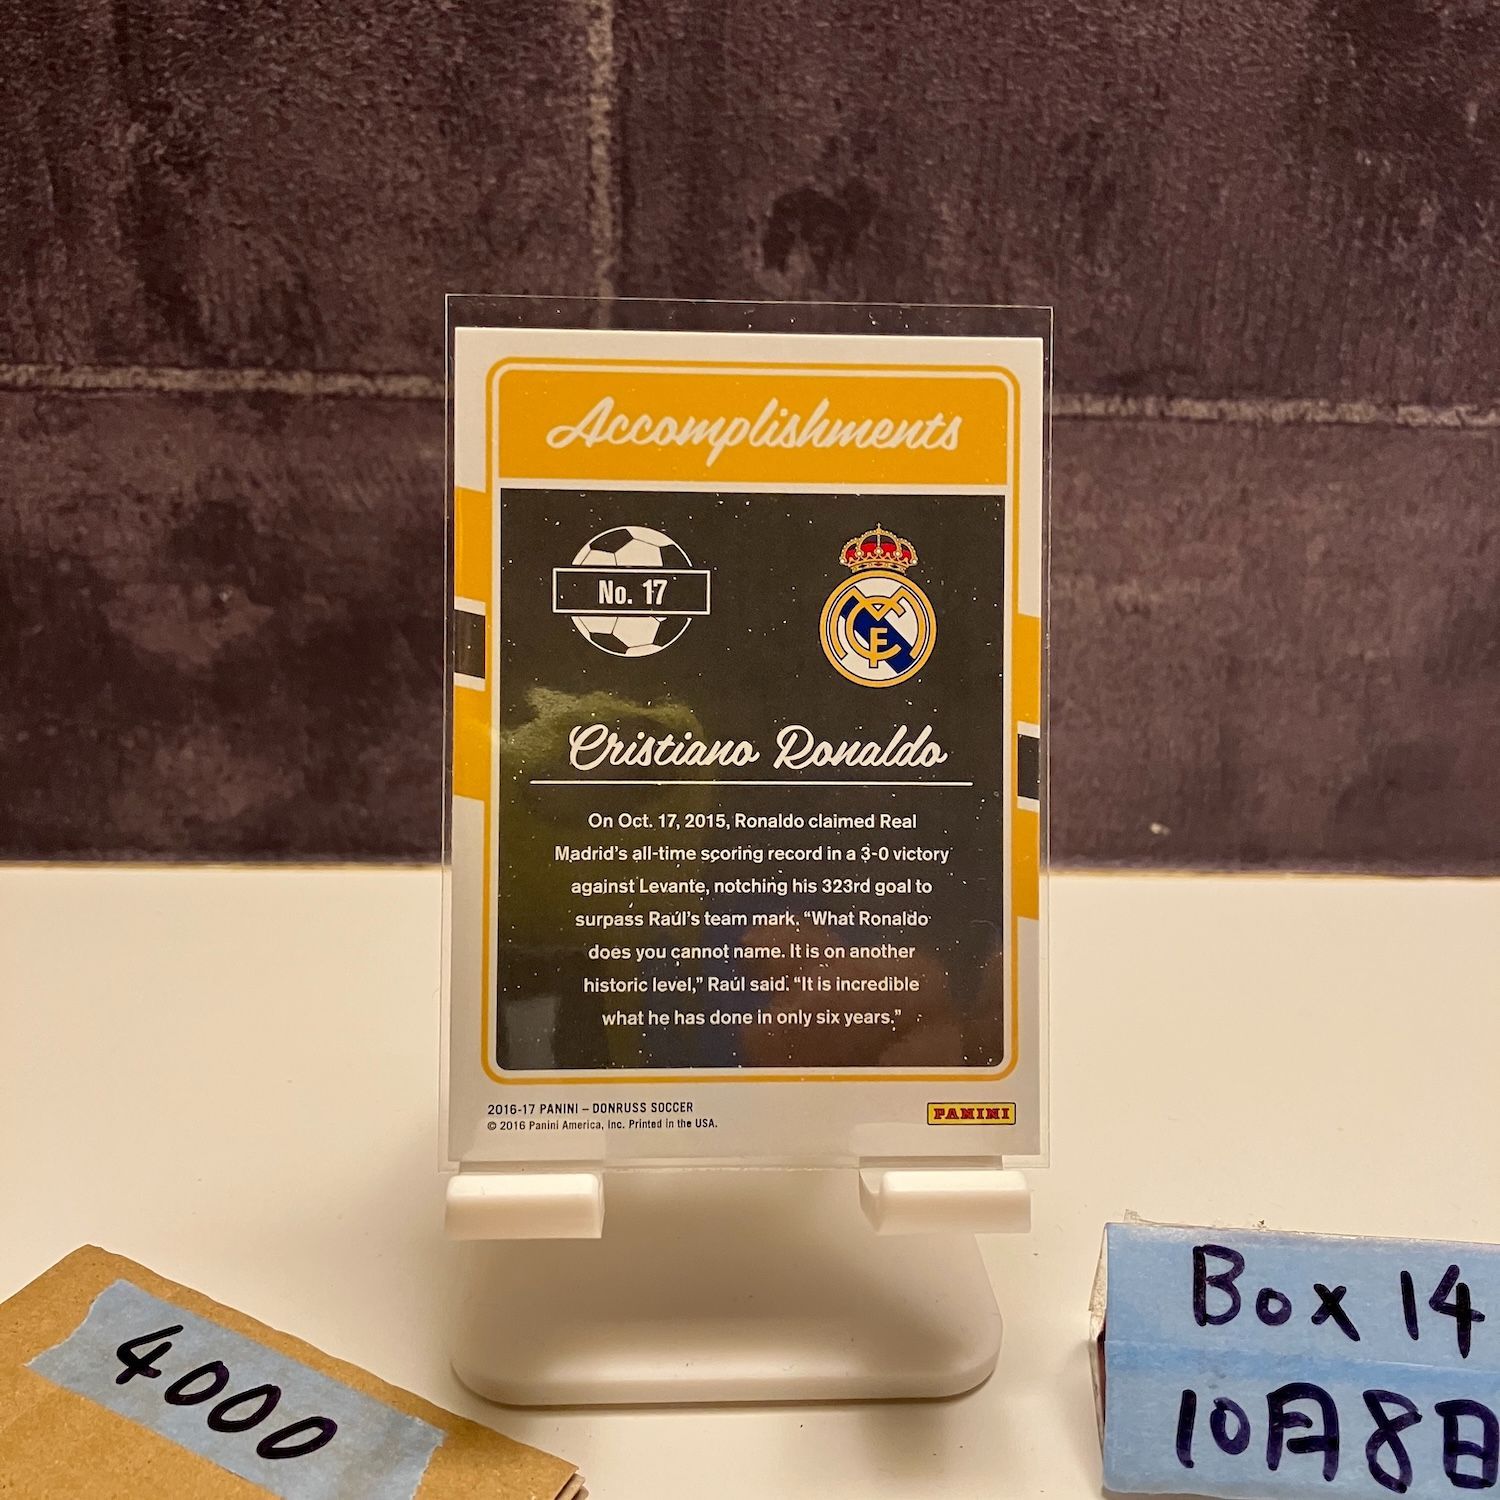 Accomplishments
No. 17
Cristiano Ronaldo
On Oct. 17, 2015, Ronaldo claimed Real
Madrid's all-time scoring record in a 3-0 victory
against Levante, notching his 323rd goal to
surpass Raúl's team mark. “What Ronaldo
does you cannot name. It is on another
historic level,” Raúl said. “It is incredible
what he has done in only six years.”
2016-17 PANINI – DONRUSS SOCCER
© 2016 Panini America, Inc. Printed in the USA.
PANINI
4000
Box 14
10月8日